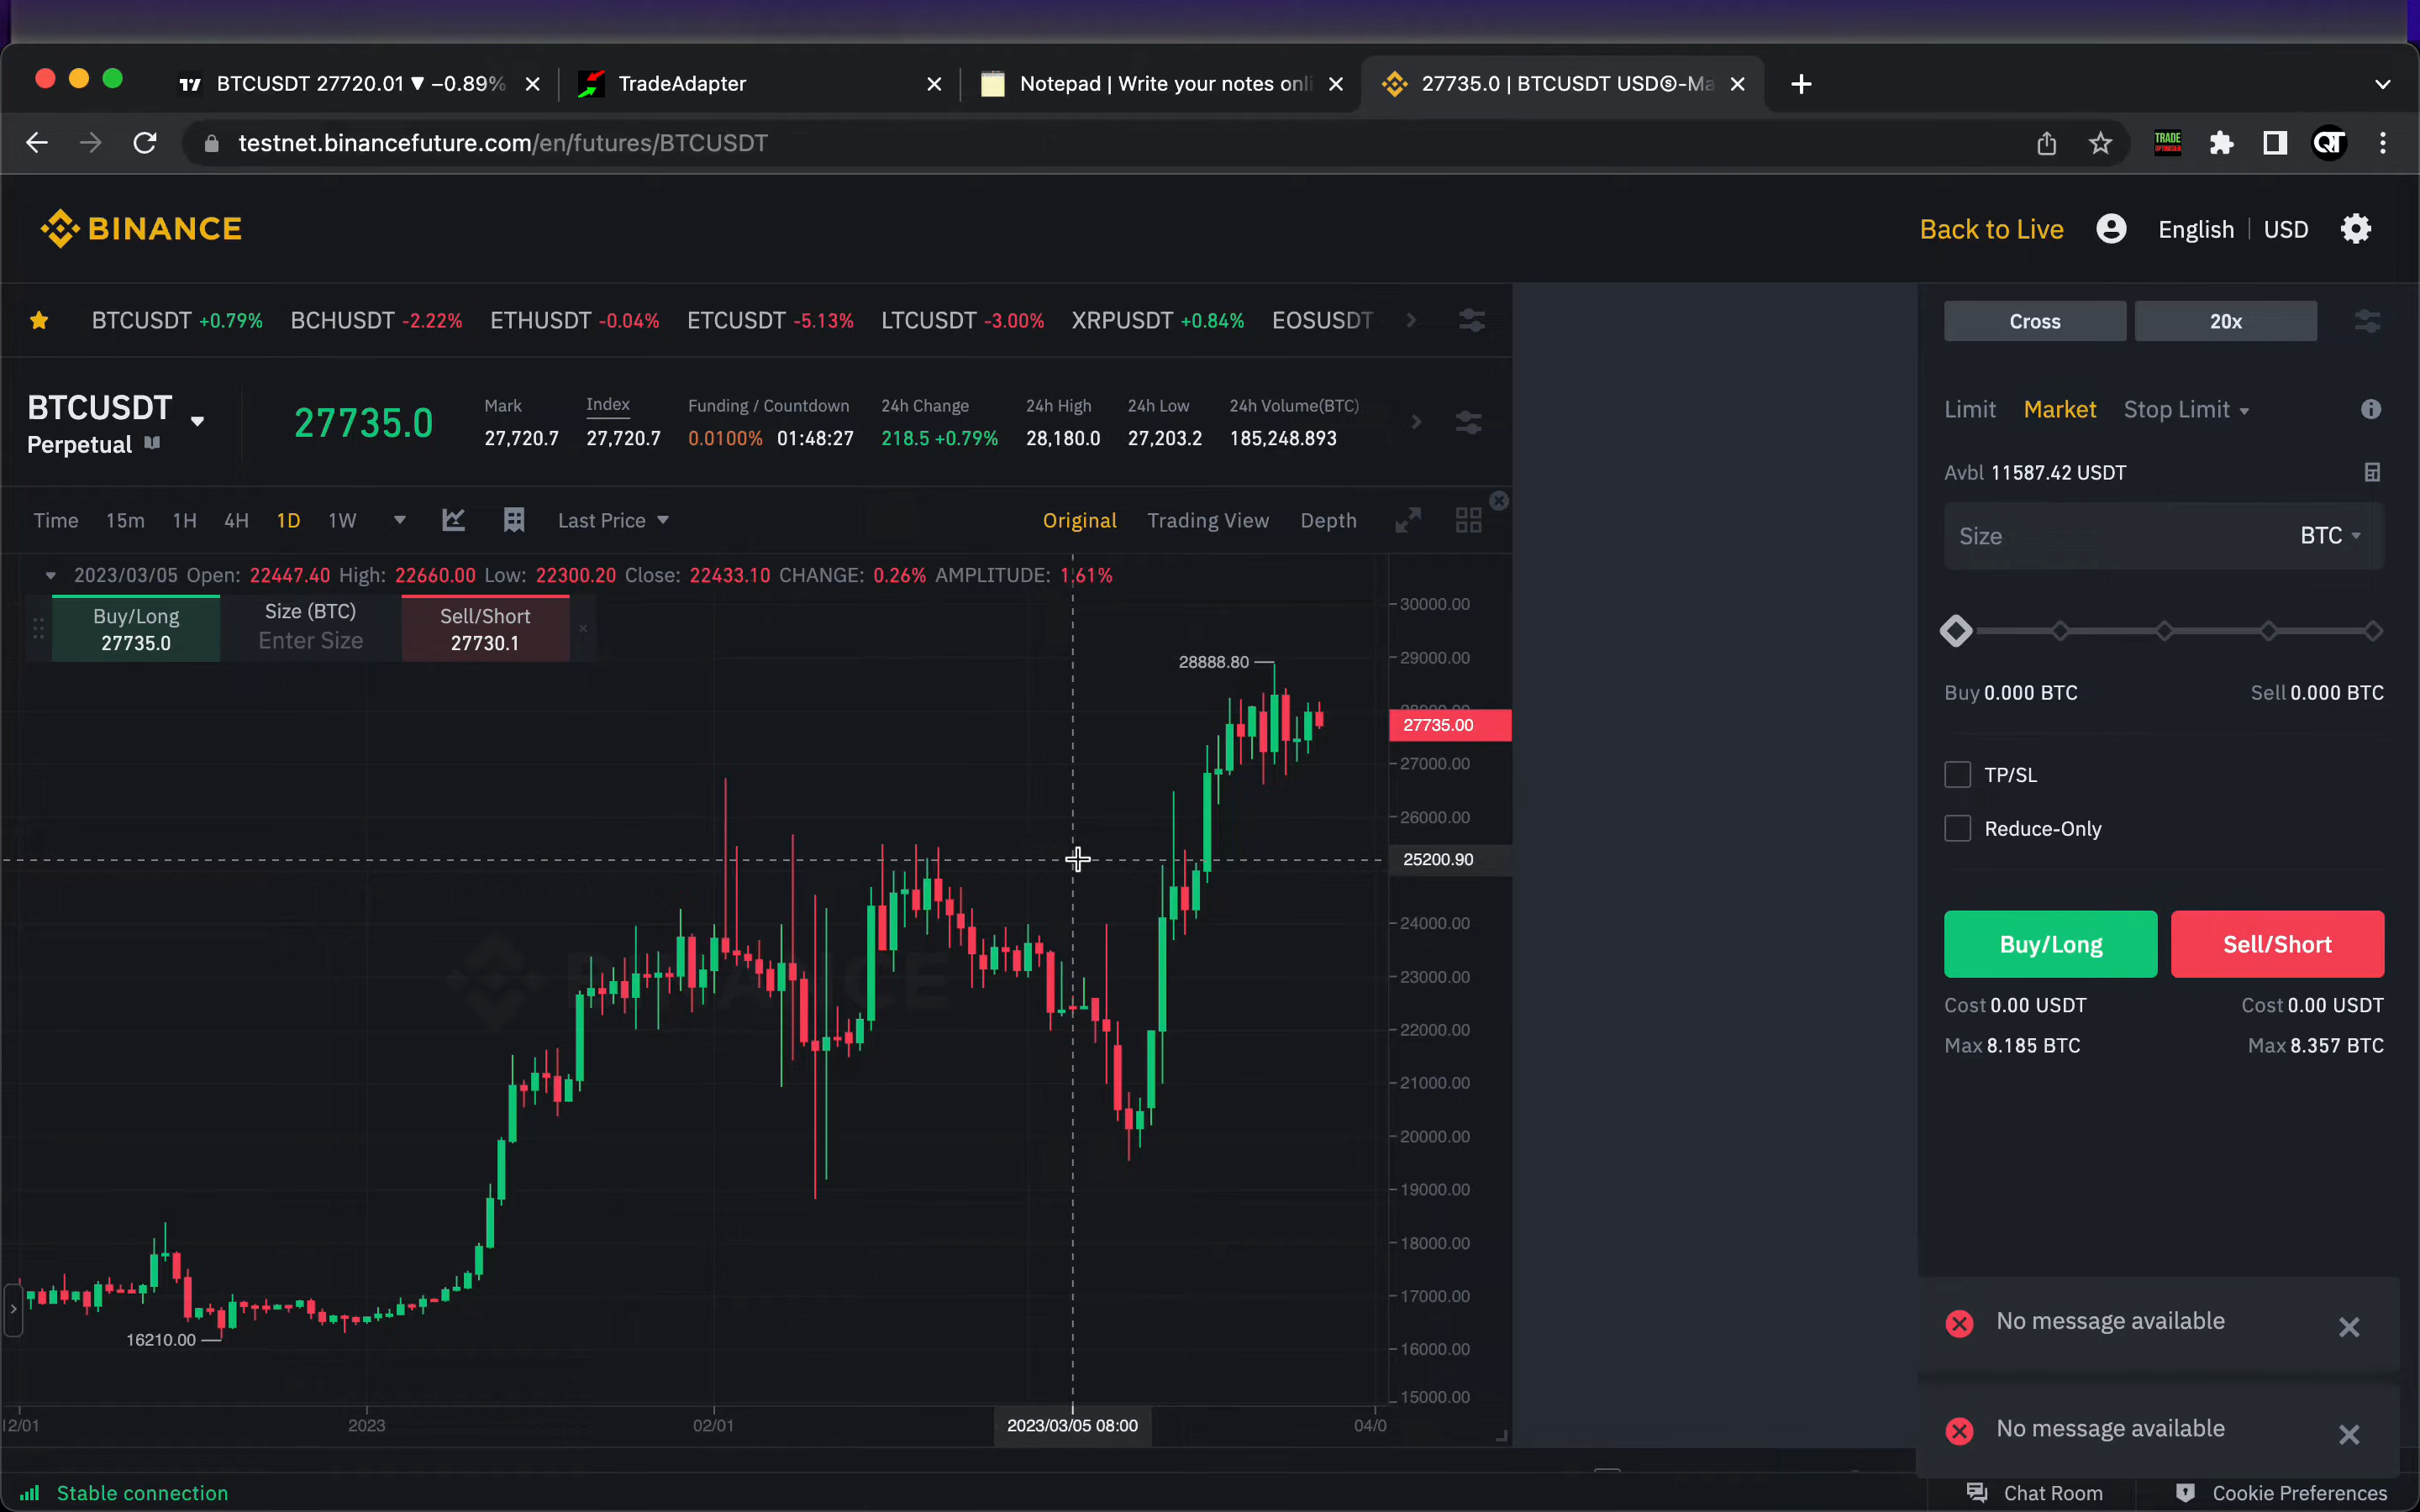 BTCUSDT 27720.01 ▼ −0.89%
TradeAdapter
Notepad | Write your notes onli
27735.0 | BTCUSDT USDⓈ-Ma
testnet.binancefuture.com/en/futures/BTCUSDT
TRADE
QT
BINANCE
Back to Live
English
USD
BTCUSDT +0.79% BCHUSDT -2.22% ETHUSDT -0.04% ETCUSDT -5.13% LTCUSDT -3.00% XRPUSDT +0.84% EOSUSDT
Cross
20x
BTCUSDT
Perpetual
27735.0
Mark
27,720.7
Index
27,720.7
Funding / Countdown
0.0100% 01:48:27
24h Change
218.5 +0.79%
24h High
28,180.0
24h Low
27,203.2
24h Volume(BTC)
185,248.893
Limit Market Stop Limit
Avbl 11587.42 USDT
Size
BTC
Time 15m 1H 4H 1D 1W
Last Price
Original Trading View Depth
2023/03/05 Open: 22447.40 High: 22660.00 Low: 22300.20 Close: 22433.10 CHANGE: 0.26% AMPLITUDE: 1.61%
Buy/Long
27735.0
Size (BTC)
Enter Size
Sell/Short
27730.1
28888.80
16210.00
BINANCE
30000.00
29000.00
28000.00
27735.00
27000.00
26000.00
25200.90
24000.00
23000.00
22000.00
21000.00
20000.00
19000.00
18000.00
17000.00
16000.00
15000.00
12/01
2023
02/01
2023/03/05 08:00
04/0
Buy 0.000 BTC
Sell 0.000 BTC
TP/SL
Reduce-Only
Buy/Long
Sell/Short
Cost 0.00 USDT
Cost 0.00 USDT
Max 8.185 BTC
Max 8.357 BTC
No message available
No message available
Stable connection
Chat Room
Cookie Preferences